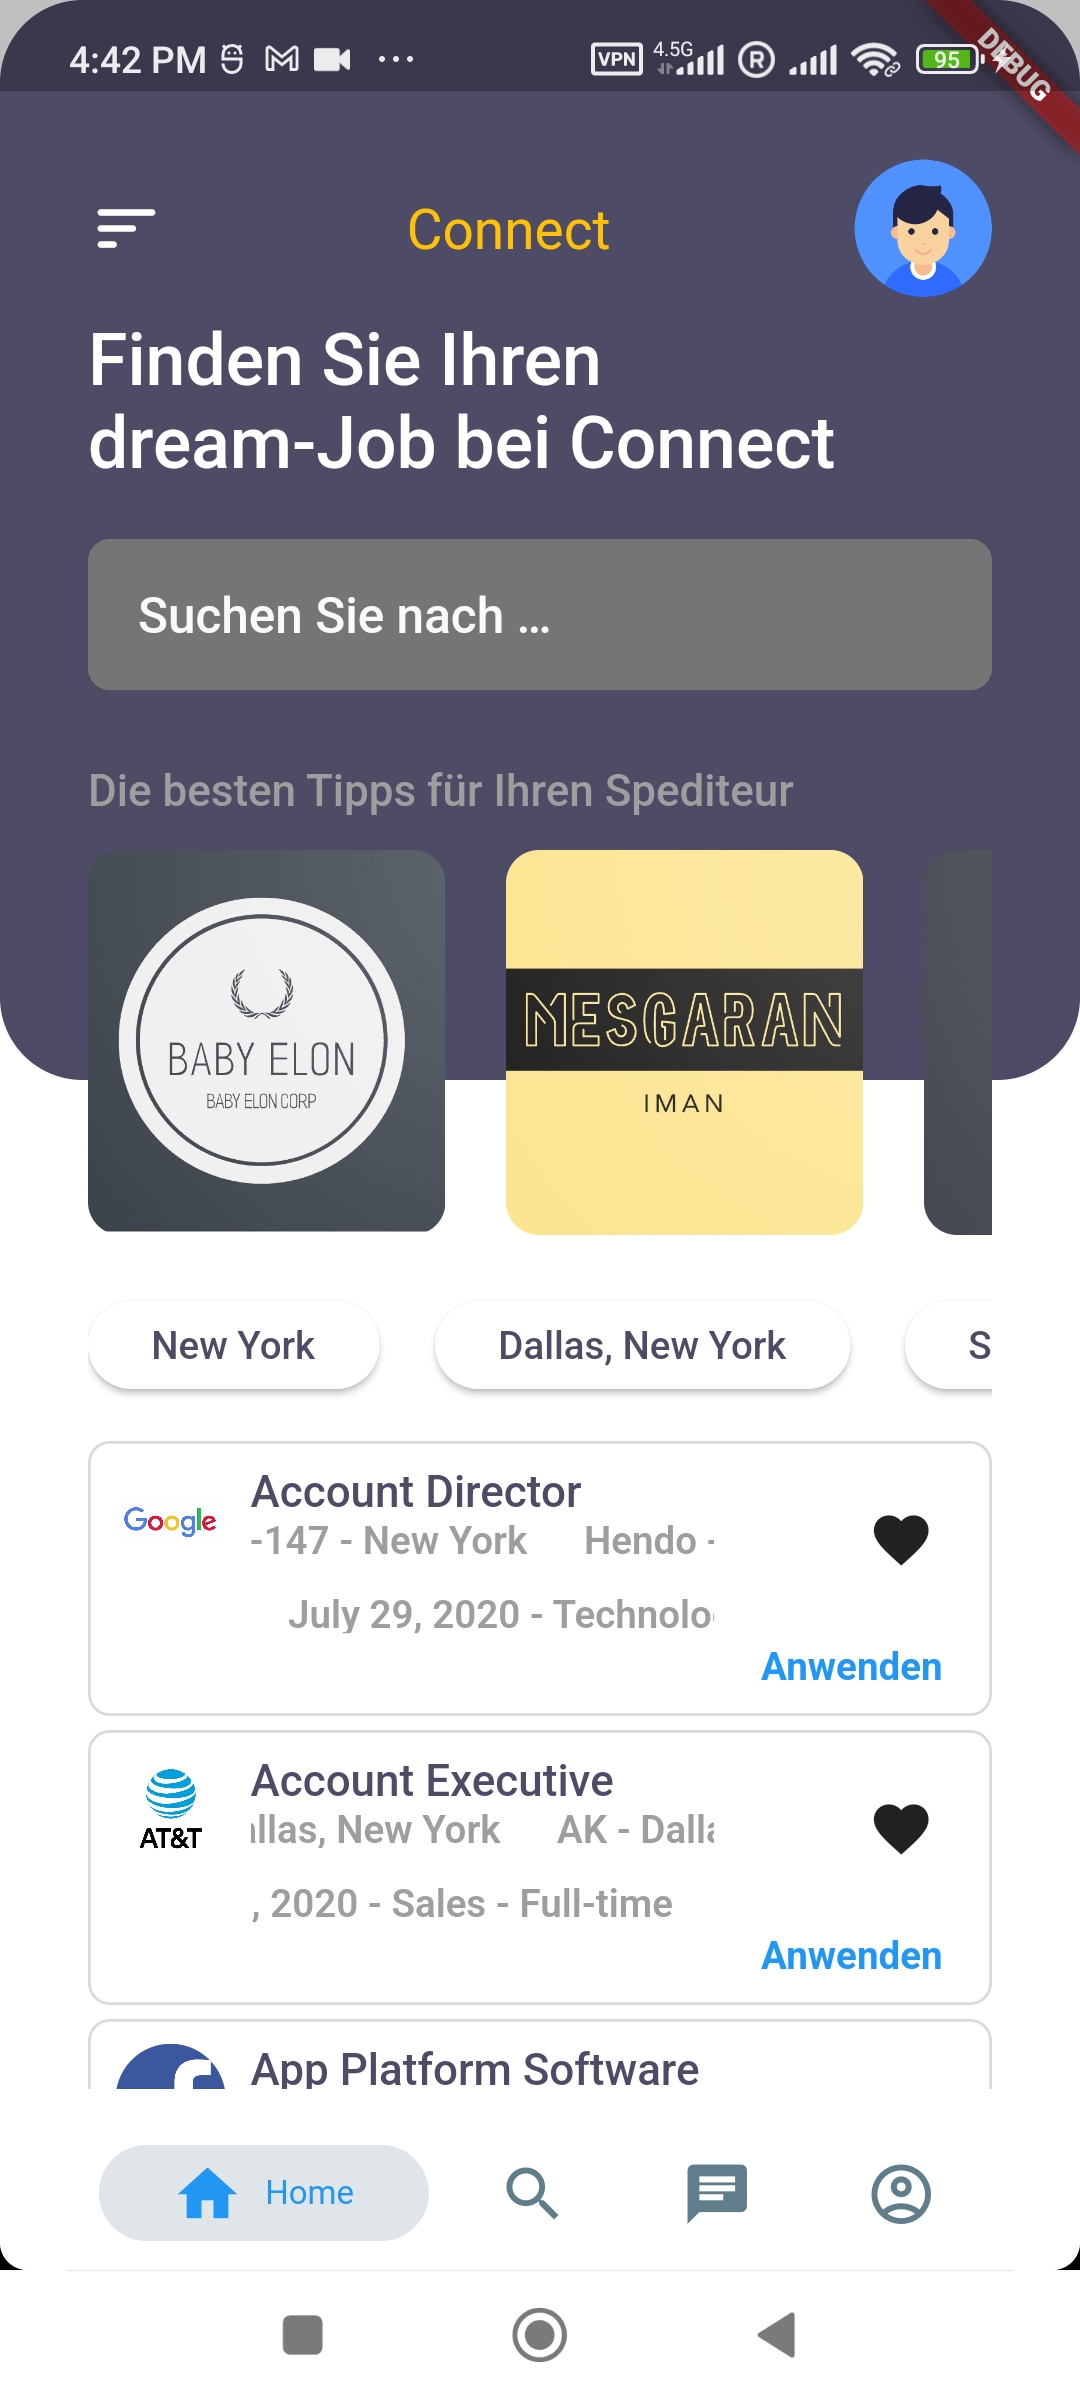 4:42 PM
VPN 4.5G R 95
DEBUG
Connect
Finden Sie Ihren
dream-Job bei Connect
Suchen Sie nach ...
Die besten Tipps für Ihren Spediteur
BABY ELON
BABY ELON CORP
MESGARAN
IMAN
New York
Dallas, New York
S
Google
Account Director
-147 - New York Hendo -
July 29, 2020 - Technolo
Anwenden
AT&T
Account Executive
llas, New York AK - Dalla
, 2020 - Sales - Full-time
Anwenden
App Platform Software
Home